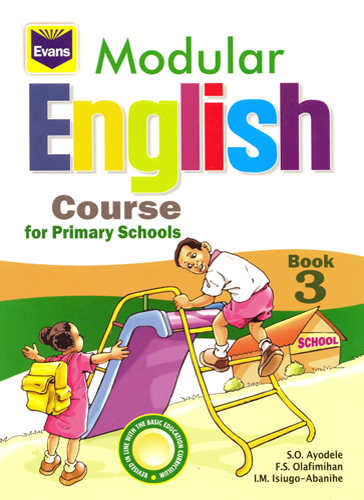 Evans
Modular
English
Course
for Primary Schools
Book
3
SCHOOL
REVISED IN LINE WITH THE BASIC EDUCATION CURRICULUM
S.O. Ayodele
F.S. Olafimihan
I.M. Isiugo-Abanihe